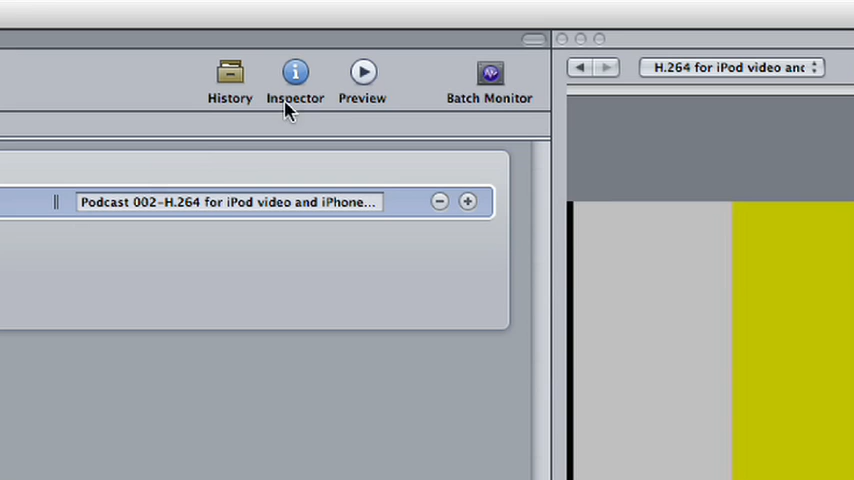 H.264 for iPod video and
History Inspector Preview Batch Monitor
Podcast 002-H.264 for iPod video and iPhone...